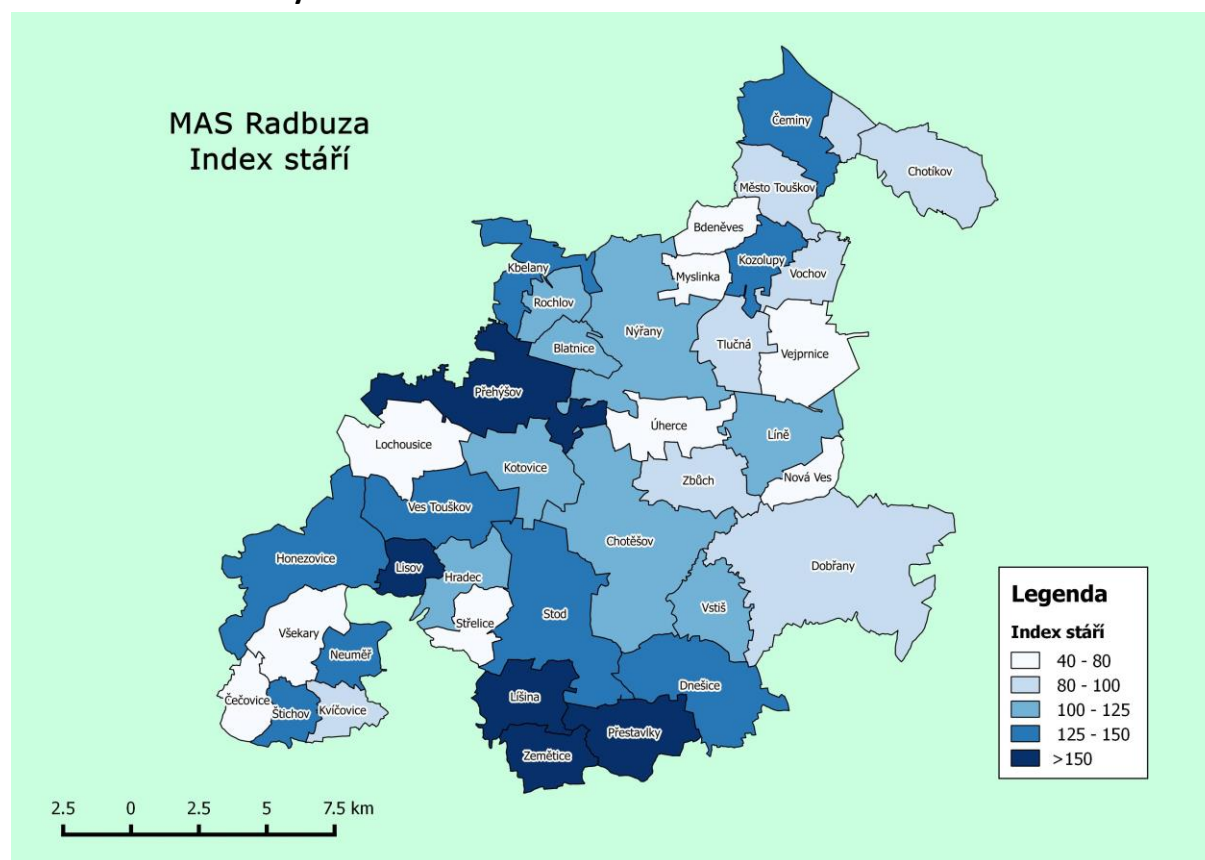 MAS Radbuza
Index stáří
Čeminy
Chotíkov
Město Touškov
Bdeněves
Kozolupy
Vochov
Kbelany
Myslinka
Rochlov
Nýřany
Tlučná
Blatnice
Vejprnice
Přehýšov
Úherce
Líně
Lochousice
Kotovice
Zbůch
Nová Ves
Ves Touškov
Chotěšov
Honezovice
Lisov
Hradec
Dobřany
Vstiš
Stod
Střelice
Všekary
Neuměř
Dnešice
Čečovice
Štichov
Kvíčovice
Líšina
Přestavlky
Zemětice
Legenda
Index stáří
40 - 80
80 - 100
100 - 125
125 - 150
>150
2.5 0 2.5 5 7.5 km